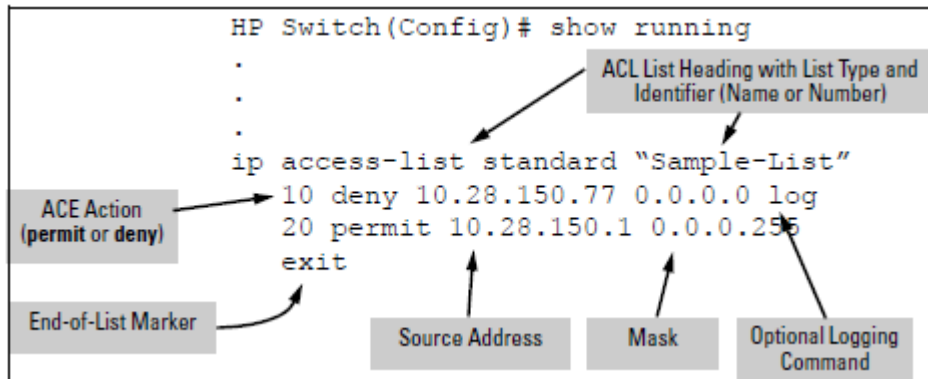 HP Switch(Config)# show running
.
.
.
ACL List Heading with List Type and
Identifier (Name or Number)
ip access-list standard “Sample-List”
10 deny 10.28.150.77 0.0.0.0 log
20 permit 10.28.150.1 0.0.0.255
exit
ACE Action
(permit or deny)
End-of-List Marker
Source Address
Mask
Optional Logging
Command